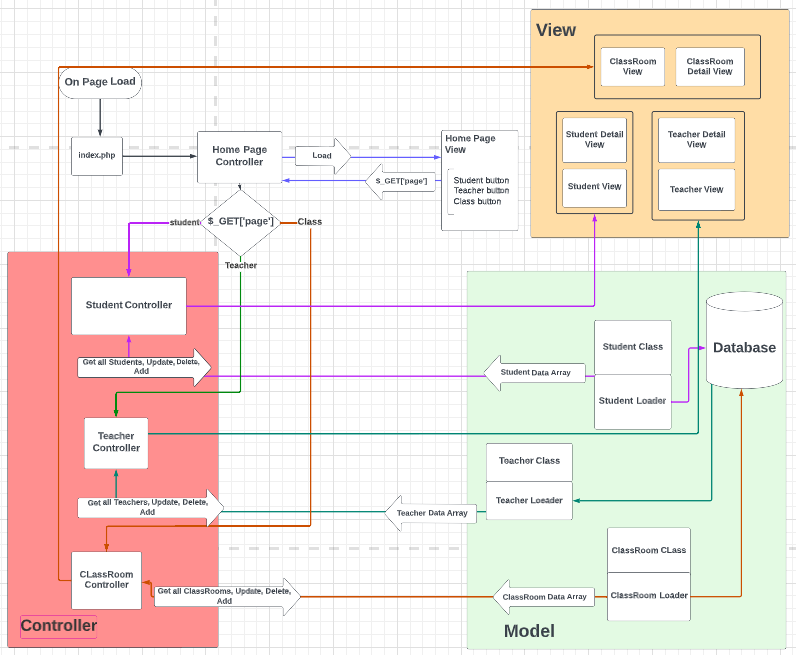 View
ClassRoom
View
ClassRoom
Detail View
On Page Load
Student Detail
View
Teacher Detail
View
Student View
Teacher View
index.php
Home Page
Controller
Load
$_GET['page']
Home Page
View
Student button
Teacher button
Class button
student
$_GET['page']
Class
Teacher
Student Controller
Get all Students, Update, Delete,
Add
Student Data Array
Student Class
Student Loader
Database
Teacher
Controller
Get all Teachers, Update, Delete,
Add
Teacher Data Array
Teacher Class
Teacher Loader
CLassRoom
Controller
Get all ClassRooms, Update, Delete,
Add
ClassRoom Data Array
ClassRoom CLass
ClassRoom Loader
Controller
Model